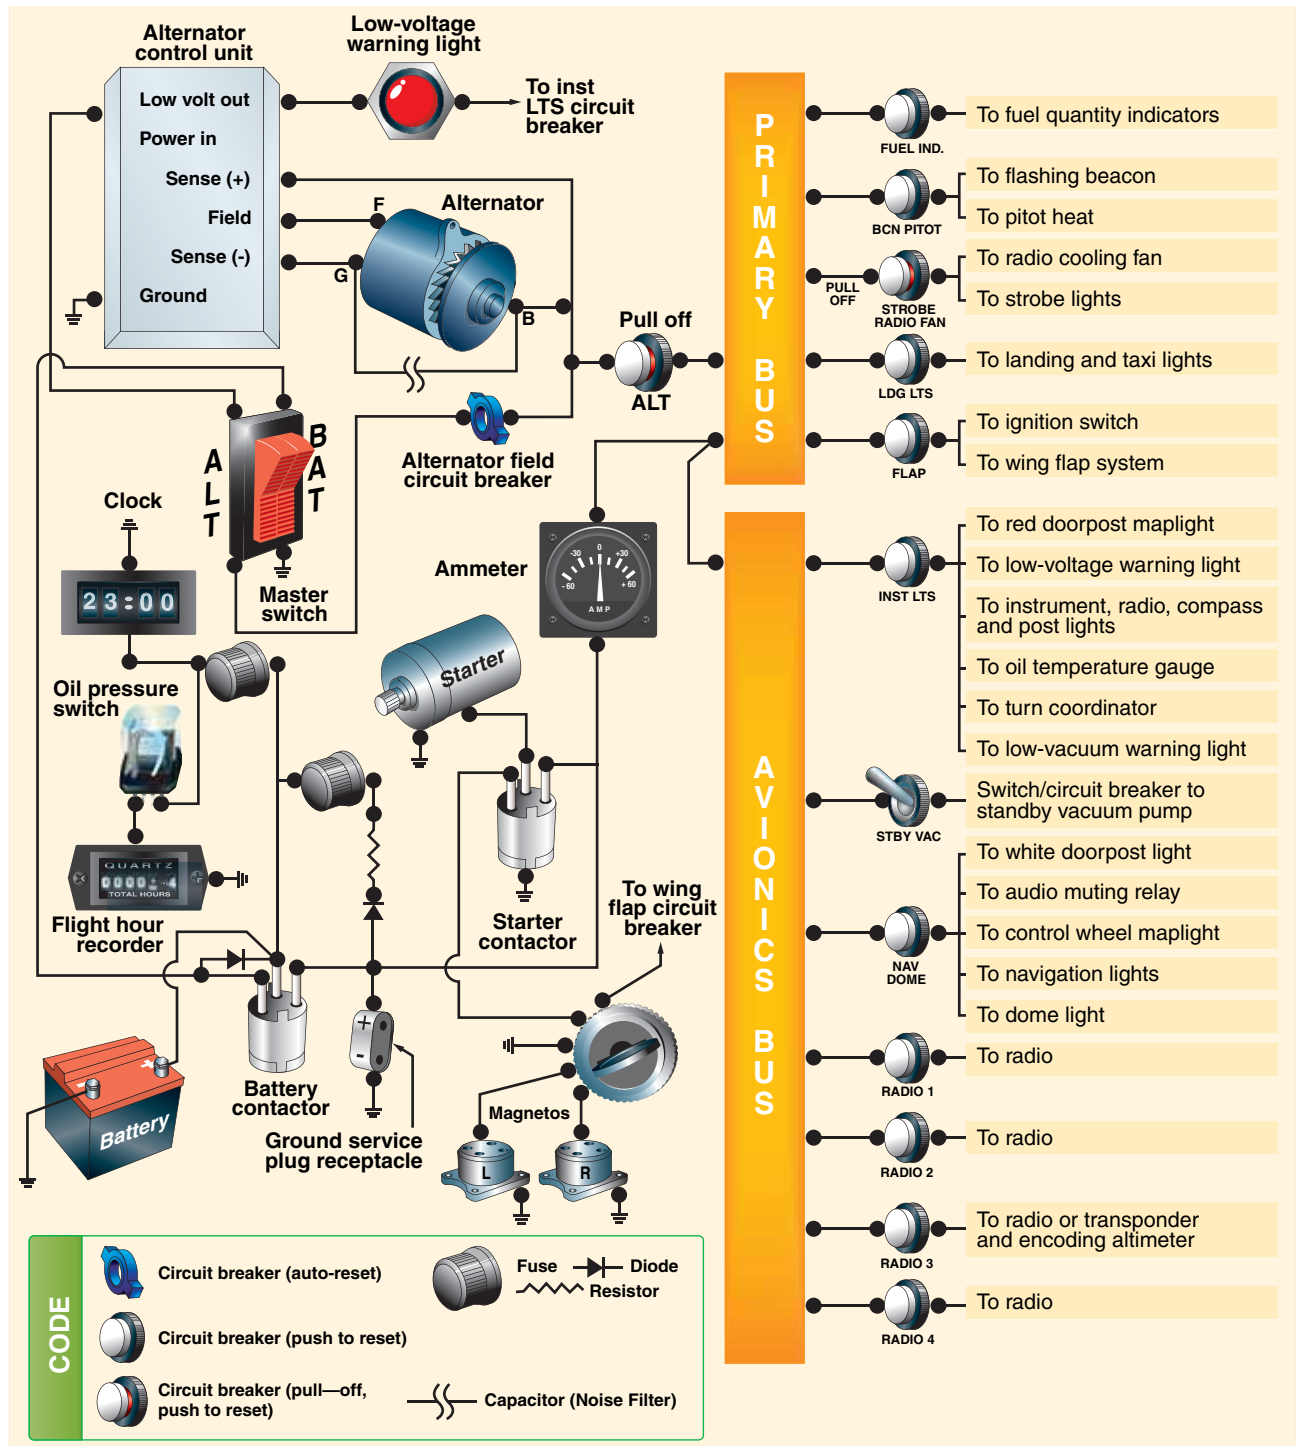 Alternator
control unit
Low volt out
Power in
Sense (+)
Field
Sense (-)
Ground
Low-voltage
warning light
To inst
LTS circuit
breaker
F
Alternator
G
B
Pull off
ALT
Alternator field
circuit breaker
ALT
BAT
Master
switch
Clock
23:00
Oil pressure
switch
QUARTZ
TOTAL HOURS
Flight hour
recorder
Ammeter
0
-30
+30
-60
+60
AMP
Starter
Starter
contactor
To wing
flap circuit
breaker
Battery
Battery
contactor
+
-
Ground service
plug receptacle
Magnetos
L
R
PRIMARY BUS
FUEL IND.
To fuel quantity indicators
BCN PITOT
To flashing beacon
To pitot heat
PULL
OFF
STROBE
RADIO FAN
To radio cooling fan
To strobe lights
LDG LTS
To landing and taxi lights
FLAP
To ignition switch
To wing flap system
AVIONICS BUS
INST LTS
To red doorpost maplight
To low-voltage warning light
To instrument, radio, compass
and post lights
To oil temperature gauge
To turn coordinator
To low-vacuum warning light
STBY VAC
Switch/circuit breaker to
standby vacuum pump
NAV
DOME
To white doorpost light
To audio muting relay
To control wheel maplight
To navigation lights
To dome light
RADIO 1
To radio
RADIO 2
To radio
RADIO 3
To radio or transponder
and encoding altimeter
RADIO 4
To radio
CODE
Circuit breaker (auto-reset)
Circuit breaker (push to reset)
Circuit breaker (pull—off,
push to reset)
Fuse
Diode
Resistor
Capacitor (Noise Filter)